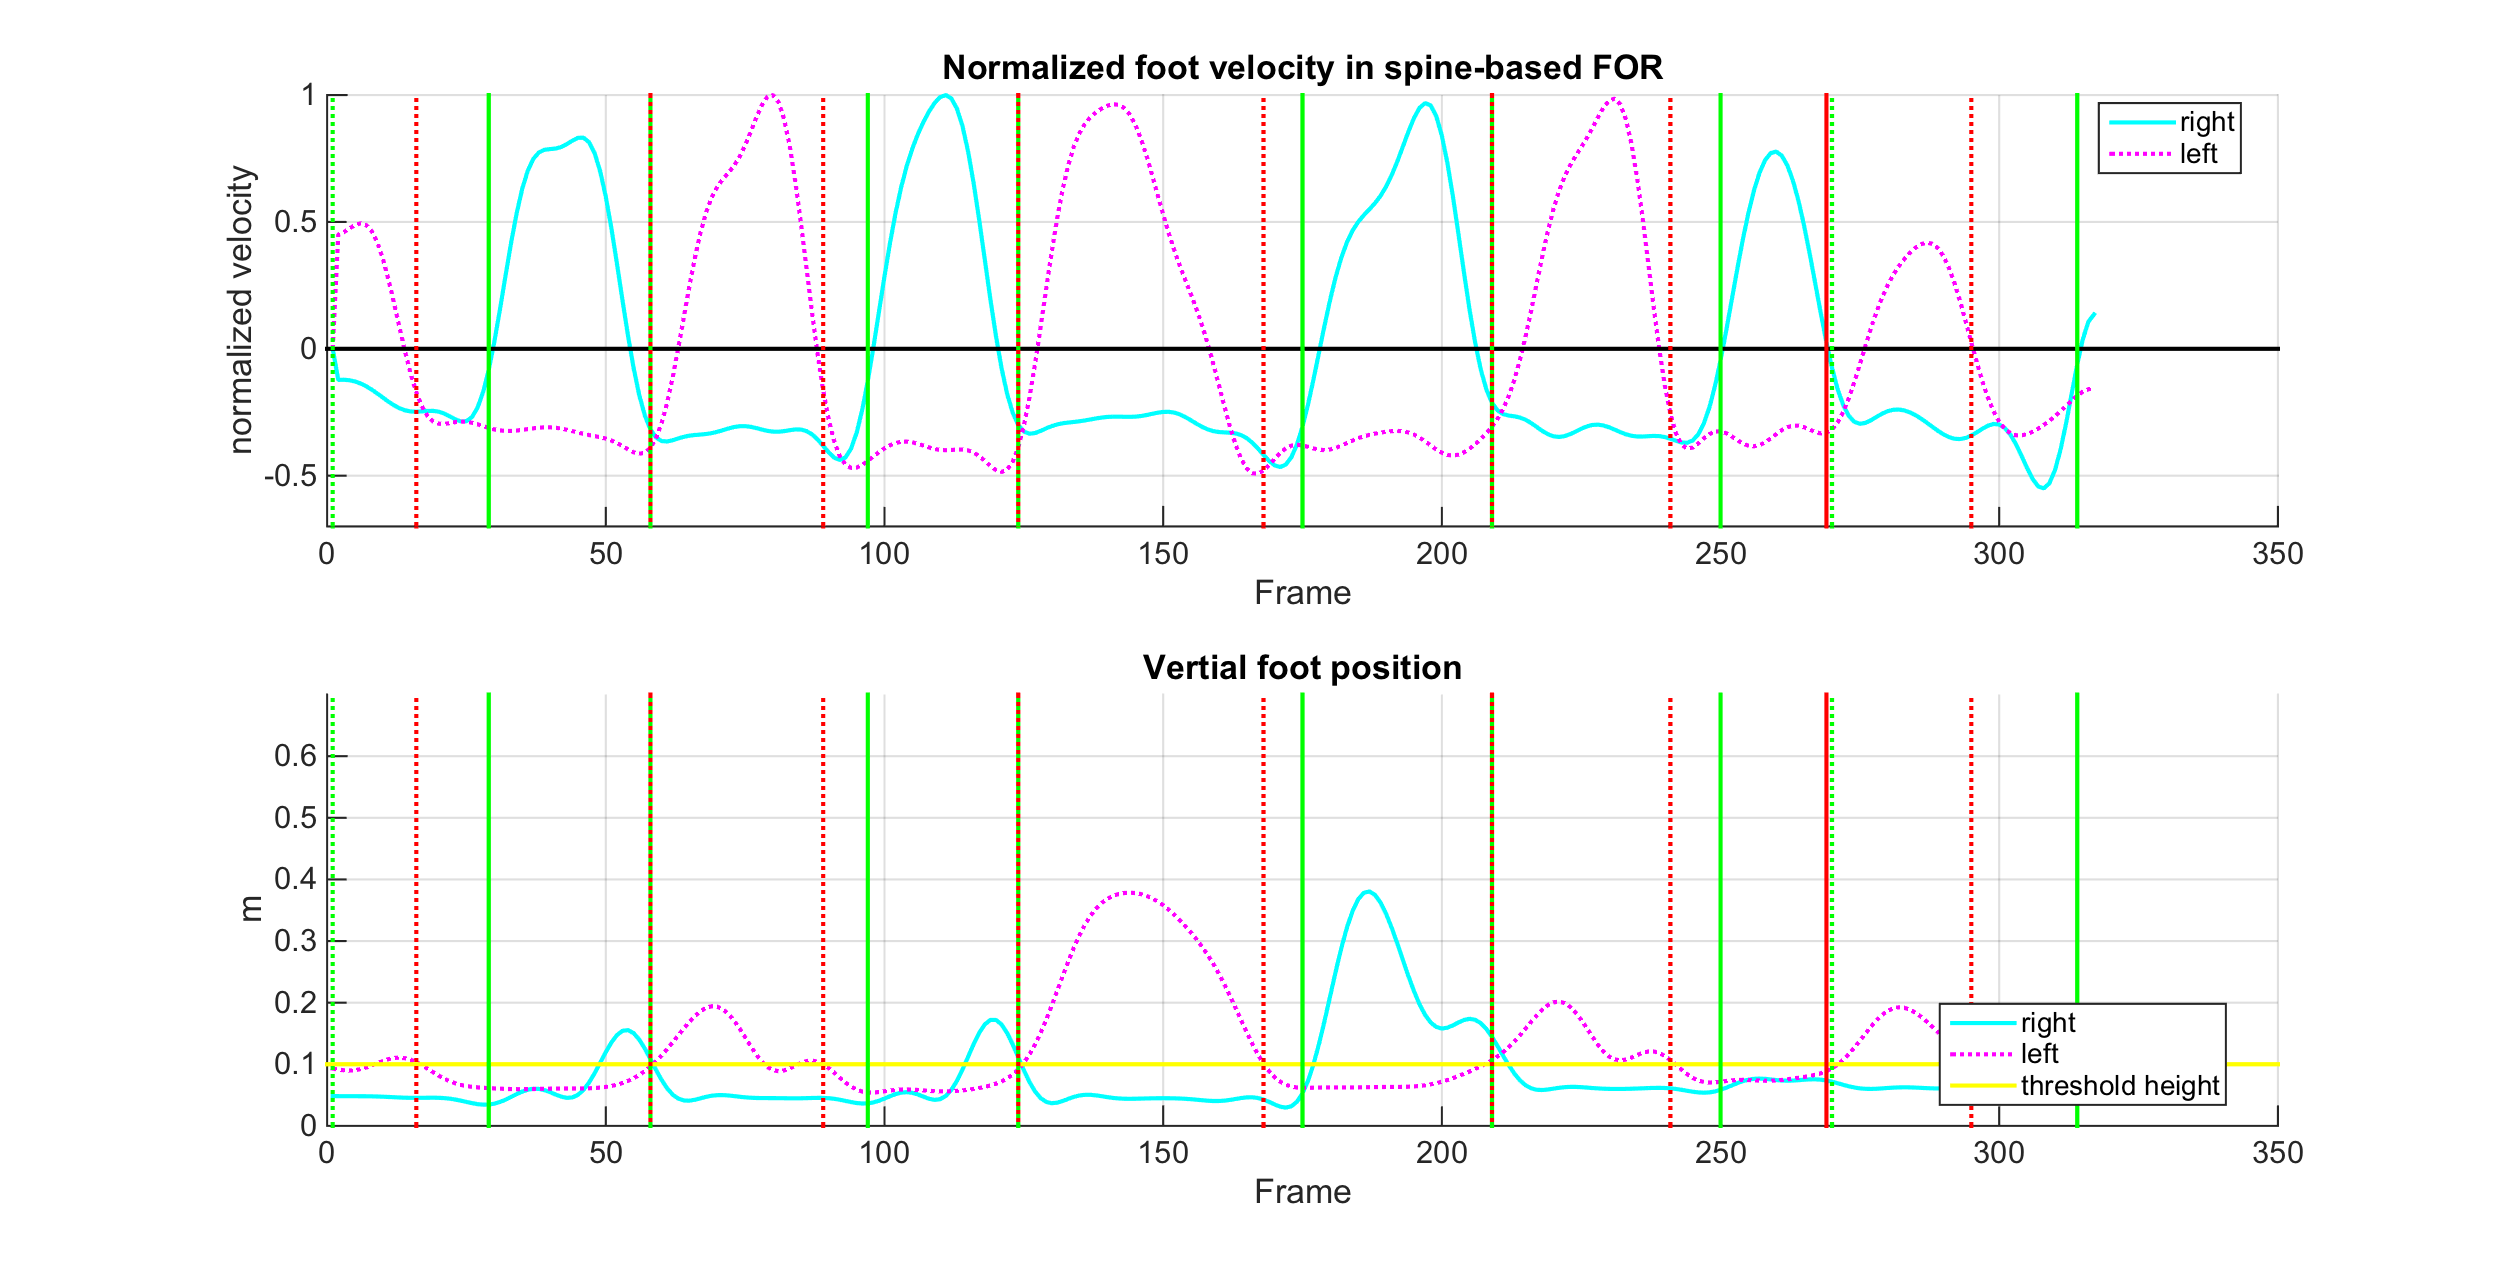 Normalized foot velocity in spine-based FOR
normalized velocity
1
0.5
0
-0.5
right
left
0 50 100 150 200 250 300 350
Frame
Vertial foot position
m
0.6
0.5
0.4
0.3
0.2
0.1
0
right
left
threshold height
0 50 100 150 200 250 300 350
Frame